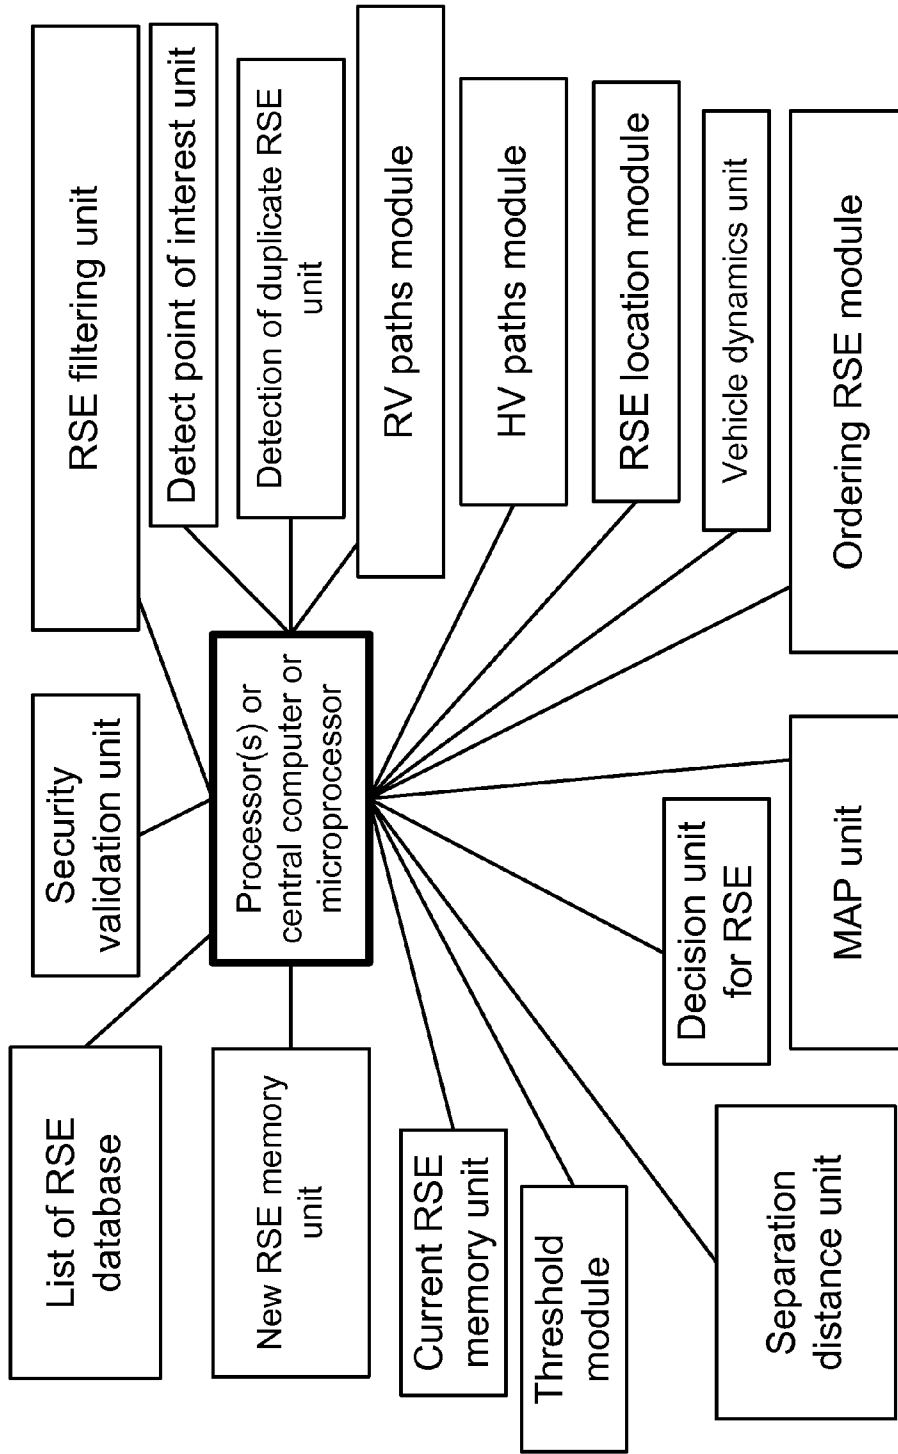 List of RSE
database
Security
validation unit
RSE filtering unit
Detect point of interest unit
Detection of duplicate RSE
unit
New RSE memory
unit
Processor(s) or
central computer or
microprocessor
RV paths module
Current RSE
memory unit
HV paths module
Threshold
module
RSE location module
Decision unit
for RSE
Vehicle dynamics unit
Separation
distance unit
MAP unit
Ordering RSE module